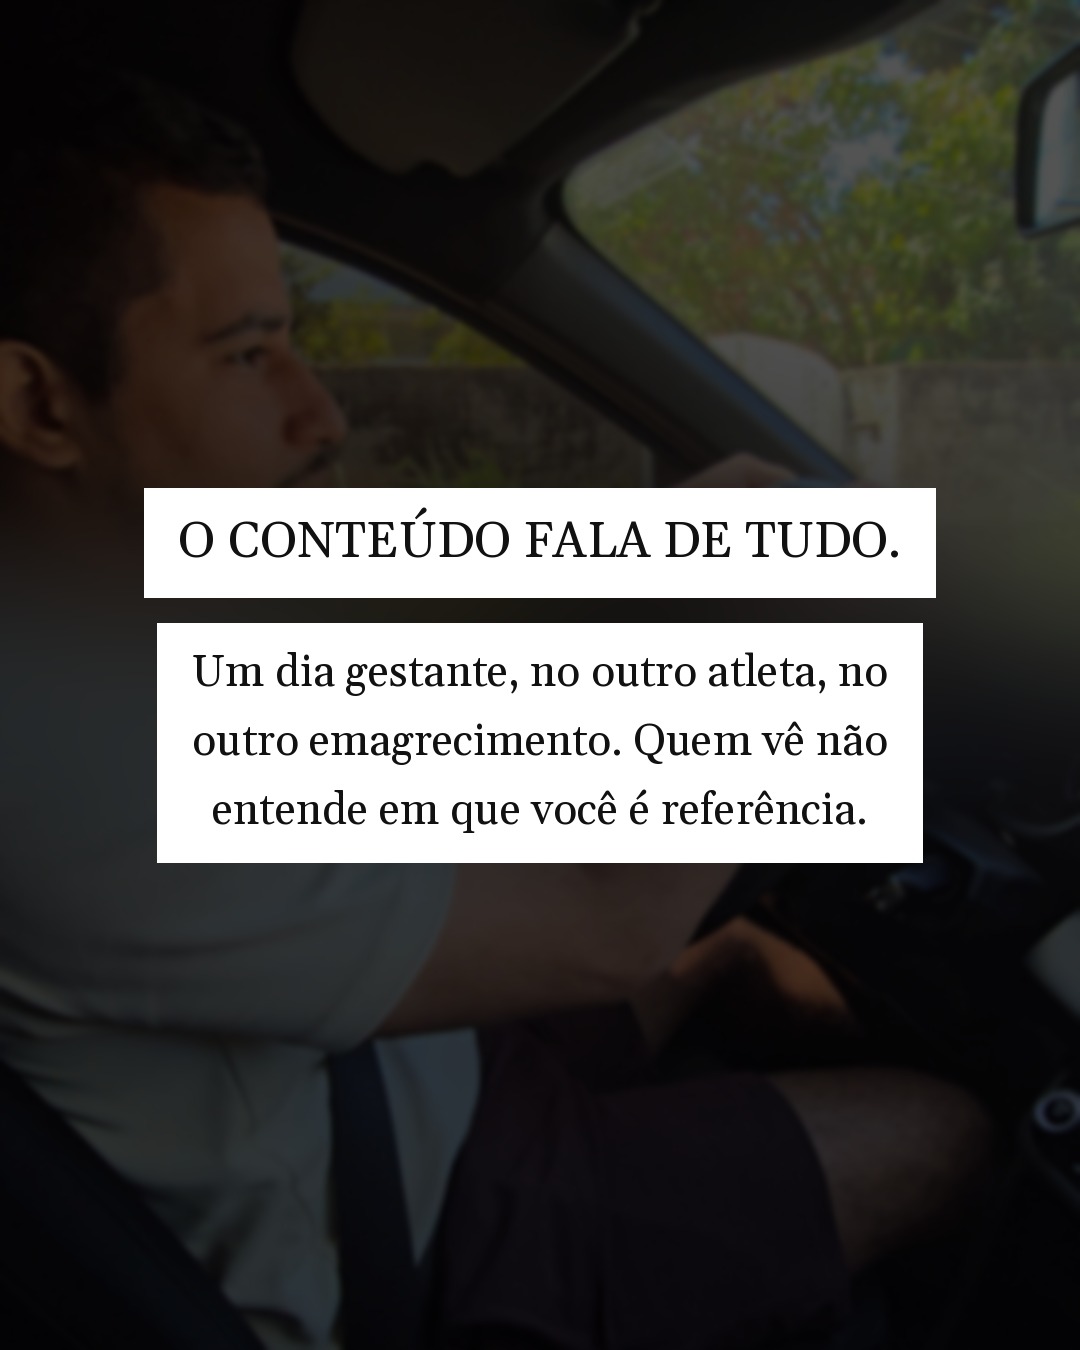 O CONTEÚDO FALA DE TUDO.
Um dia gestante, no outro atleta, no
outro emagrecimento. Quem vê não
entende em que você é referência.